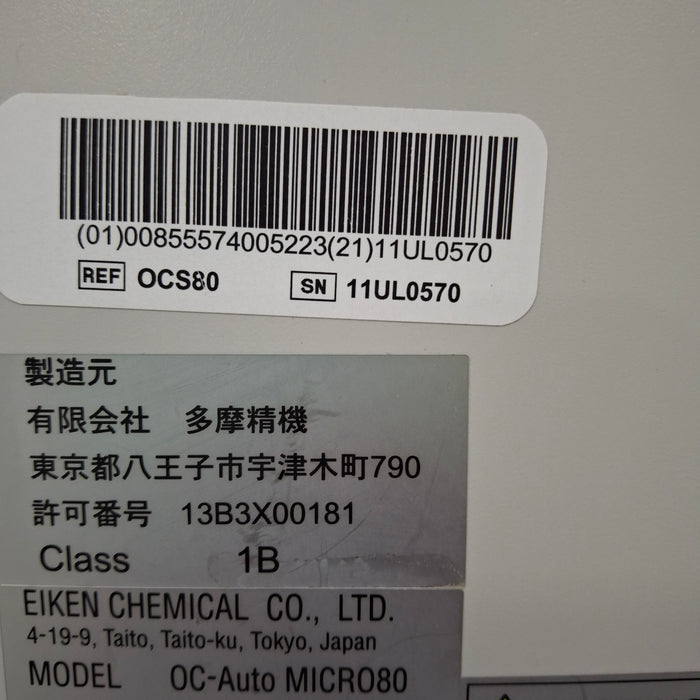 (01)00855574005223(21)11UL0570
REF OCS80 SN 11UL0570
製造元
有限会社 多摩精機
東京都八王子市宇津木町790
許可番号 13B3X00181
Class 1B
EIKEN CHEMICAL CO., LTD.
4-19-9, Taito, Taito-ku, Tokyo, Japan
MODEL OC-Auto MICRO80